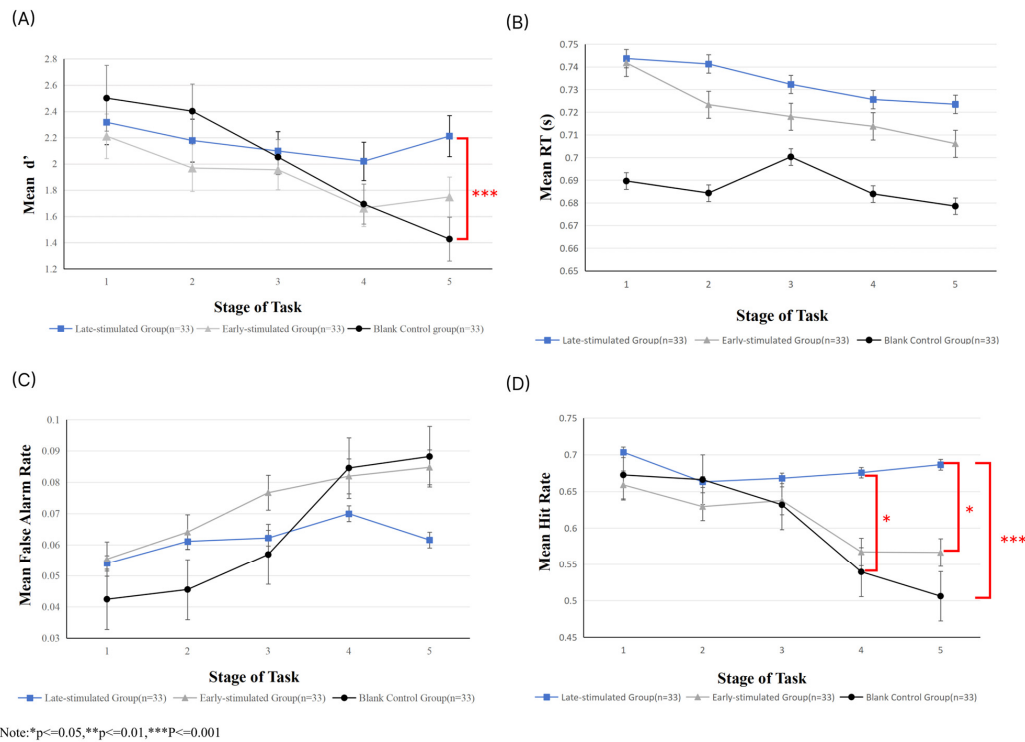 (A)
Mean d'
2.8
2.6
2.4
2.2
2
1.8
1.6
1.4
1.2
***
1 2 3 4 5
Stage of Task
Late-stimulated Group(n=33) Early-stimulated Group(n=33) Blank Control group(n=33)
(B)
Mean RT (s)
0.75
0.74
0.73
0.72
0.71
0.7
0.69
0.68
0.67
0.66
0.65
1 2 3 4 5
Stage of Task
Late-stimulated Group(n=33) Early-stimulated Group(n=33) Blank Control Group(n=33)
(C)
Mean False Alarm Rate
0.1
0.09
0.08
0.07
0.06
0.05
0.04
0.03
1 2 3 4 5
Stage of Task
Late-stimulated Group(n=33) Early-stimulated Group(n=33) Blank Control Group(n=33)
(D)
Mean Hit Rate
0.75
0.7
0.65
0.6
0.55
0.5
0.45
*
*
***
1 2 3 4 5
Stage of Task
Late-stimulated Group(n=33) Early-stimulated Group(n=33) Blank Control Group(n=33)
Note:*p<=0.05,**p<=0.01,***P<=0.001